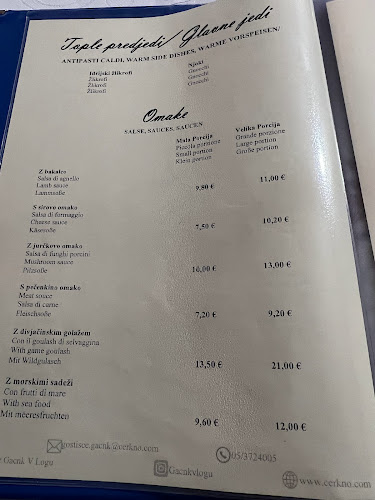 Tople predjedi/ Glavne jedi
ANTIPASTI CALDI, WARM SIDE DISHES, WARME VORSPEISEN/
Idrijski žlikrofi
Žlikrofi
Žlikrofi
Žlikrofi
Njoki
Gnocchi
Gnocchi
Gnocchi
Omake
SALSE, SAUCES, SAUCEN
Mala Porcija
Piccola porzione
Small portion
Klein portion
Velika Porcija
Grande porzione
Large portion
Große portion
Z bakalco
Salsa di agnello
Lamb sauce
Lammsoße
9,80 €
11,00 €
S sirovo omako
Salsa di formaggio
Cheese sauce
Käsesoße
7,50 €
10,20 €
Z jurčkovo omako
Salsa di funghi porcini
Mushroom sauce
Pilzsoße
10,00 €
13,00 €
S pečenkino omako
Meat sauce
Salsa di carne
Fleischsoße
7,20 €
9,20 €
Z divjačinskim golažem
Con il goulash di selvaggina
With game goulash
Mit Wildgulasch
13,50 €
21,00 €
Z morskimi sadeži
Con frutti di mare
With sea food
Mit meeresfruchten
9,60 €
12,00 €
gostisce.gacnk@cerkno.com
05/3724005
Gacnk V Logu
Gacnkvlogu
www.cerkno.com